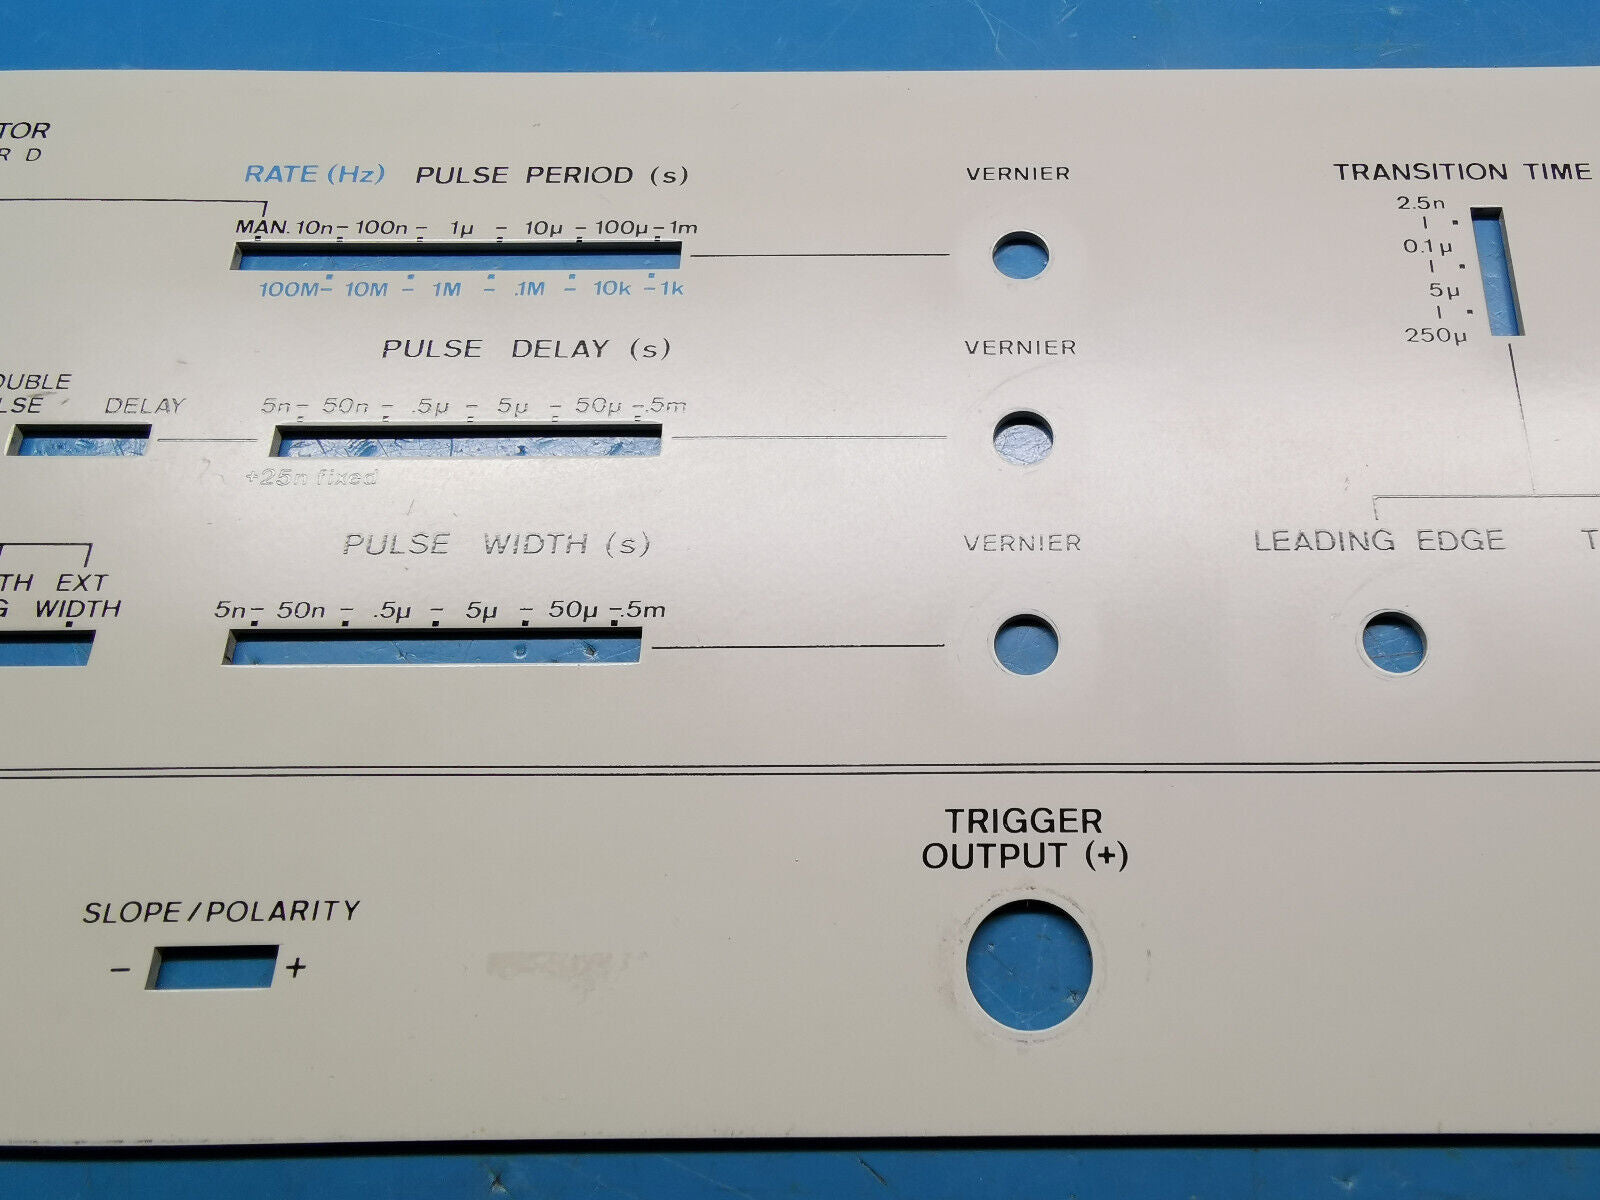 TOR
R D
RATE (Hz) PULSE PERIOD (s)
VERNIER
TRANSITION TIME
MAN. 10n – 100n – 1µ – 10µ – 100µ – 1m
100M – 10M – 1M – .1M – 10k – 1k
2.5n
0.1µ
5µ
250µ
PULSE DELAY (s)
VERNIER
OUBLE
LSE DELAY
5n – 50n – .5µ – 5µ – 50µ – .5m
+25n fixed
PULSE WIDTH (s)
VERNIER
LEADING EDGE T
TH EXT
G WIDTH
5n – 50n – .5µ – 5µ – 50µ – .5m
TRIGGER
OUTPUT (+)
SLOPE/POLARITY
– +